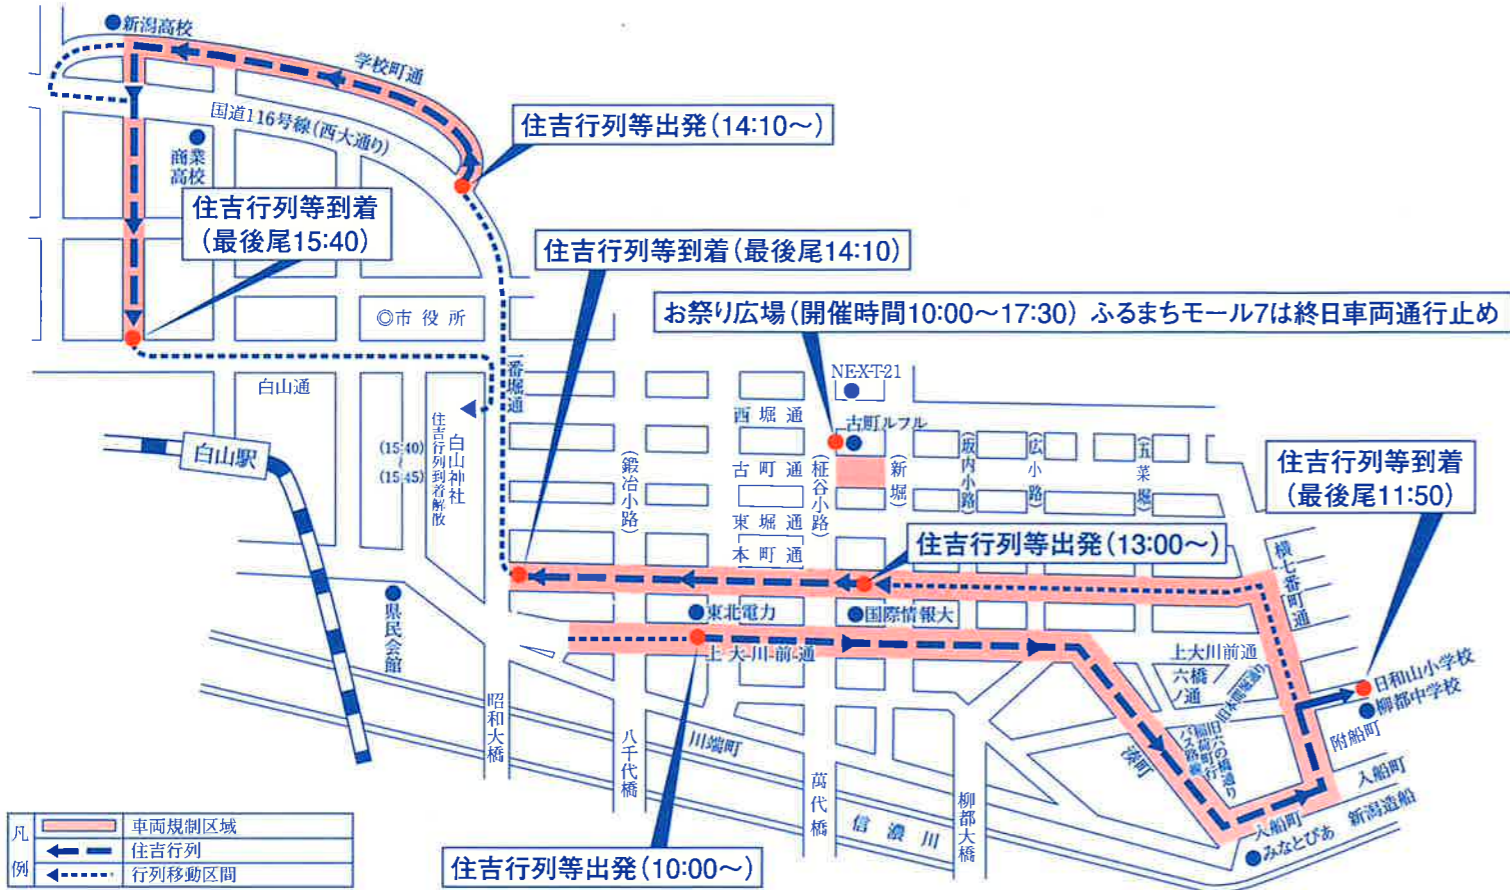 新潟高校
学校町通
国道116号線(西大通り)
商業
高校
住吉行列等出発(14:10～)
住吉行列等到着
(最後尾15:40)
住吉行列等到着(最後尾14:10)
◎市役所
お祭り広場(開催時間10:00～17:30) ふるまちモール7は終日車両通行止め
白山通
一番堀通
NEXT21
西堀通
古町ルフル
白山駅
(15:40)
～
(15:45)
住吉行列到着解散
白山神社
(鍛冶小路)
古町通
(柾谷小路)
(新堀)
(坂内小路)
(広小路)
(五菜堀)
東堀通
本町通
住吉行列等到着
(最後尾11:50)
住吉行列等出発(13:00～)
横七番町通
県民会館
東北電力
国際情報大
上大川前通
上大川前通
六橋
ノ通
日和山小学校
柳都中学校
附船町
昭和大橋
八千代橋
川端町
萬代橋
柳都大橋
湊町
旧六の橋通り
稲荷町行
バス路線
入船町
入船町
新潟造船
みなとぴあ
信濃川
住吉行列等出発(10:00～)
凡例
車両規制区域
住吉行列
行列移動区間